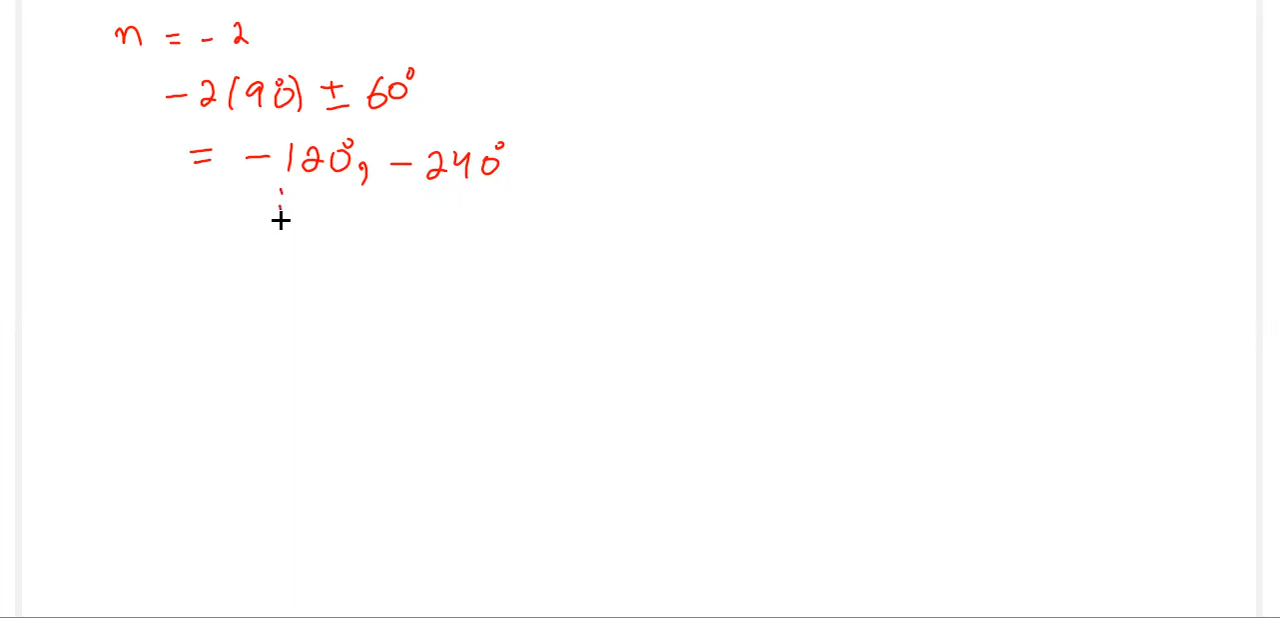 n = - 2
- 2(90°) ± 60°
= - 120°, - 240°